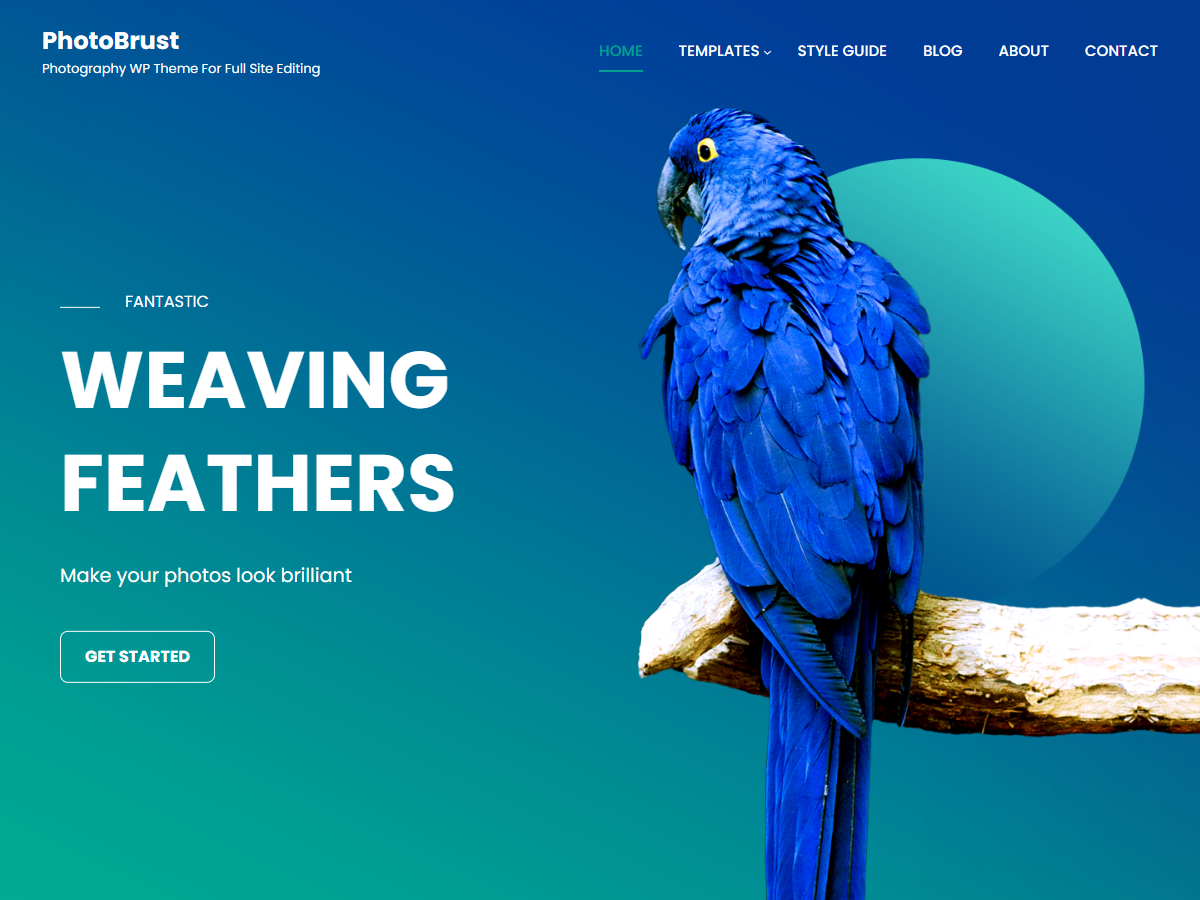 PhotoBrust
Photography WP Theme For Full Site Editing
HOME TEMPLATES STYLE GUIDE BLOG ABOUT CONTACT
FANTASTIC
WEAVING
FEATHERS
Make your photos look brilliant
GET STARTED